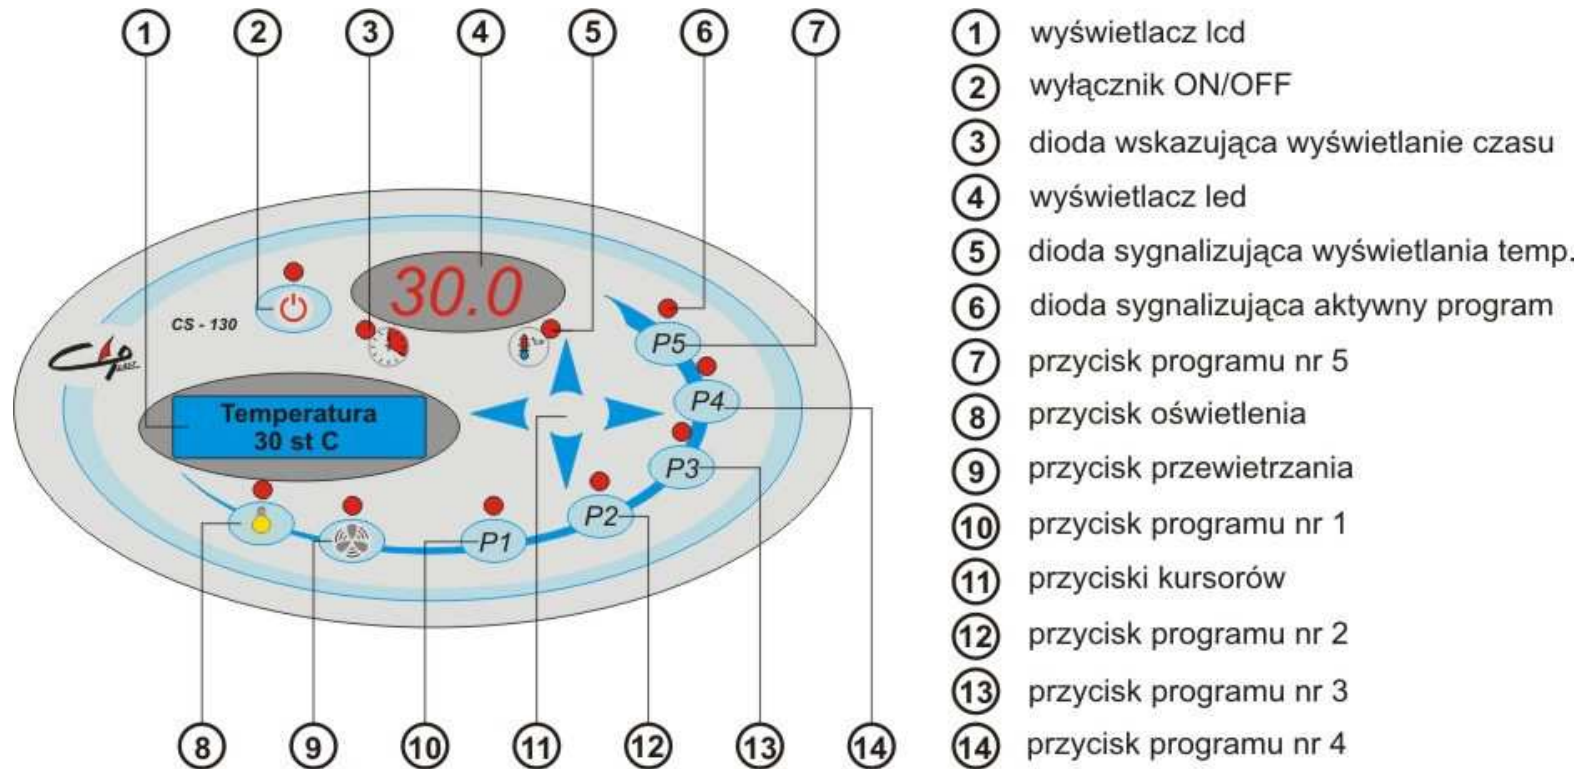 1 2 3 4 5 6 7
30.0
CS - 130
P5
P4
Temperatura
30 st C
P3
P2
P1
8 9 10 11 12 13 14
1 wyświetlacz lcd
2 wyłącznik ON/OFF
3 dioda wskazująca wyświetlanie czasu
4 wyświetlacz led
5 dioda sygnalizująca wyświetlania temp.
6 dioda sygnalizująca aktywny program
7 przycisk programu nr 5
8 przycisk oświetlenia
9 przycisk przewietrzania
10 przycisk programu nr 1
11 przyciski kursorów
12 przycisk programu nr 2
13 przycisk programu nr 3
14 przycisk programu nr 4